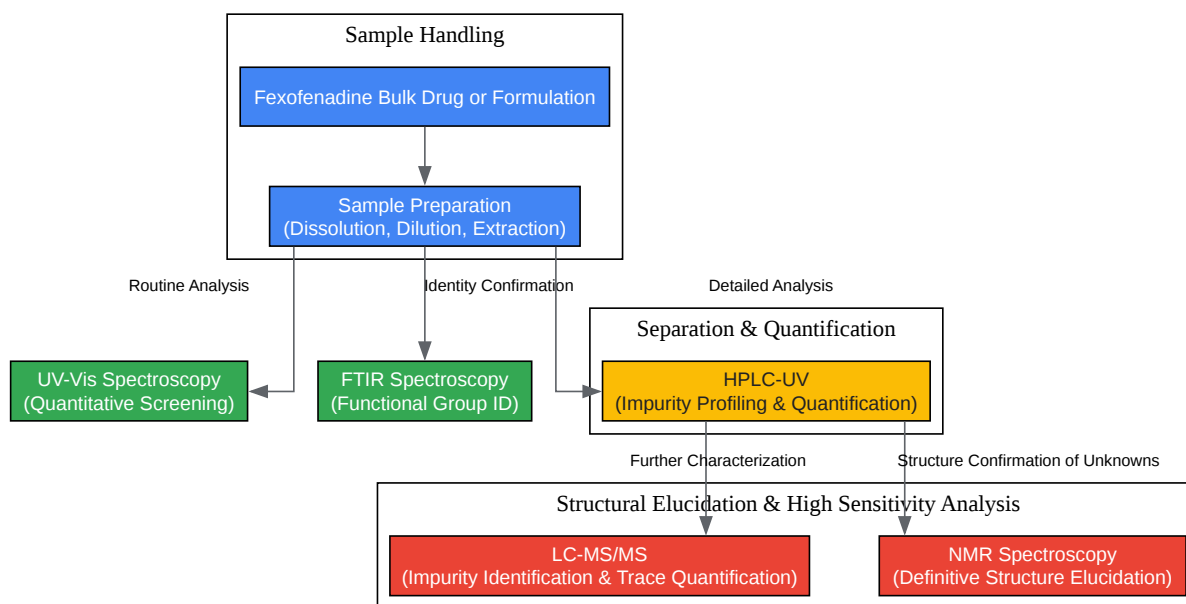 Sample Handling
Fexofenadine Bulk Drug or Formulation
Sample Preparation
(Dissolution, Dilution, Extraction)
Routine Analysis
Identity Confirmation
Detailed Analysis
Separation & Quantification
UV-Vis Spectroscopy
(Quantitative Screening)
FTIR Spectroscopy
(Functional Group ID)
HPLC-UV
(Impurity Profiling & Quantification)
Further Characterization
Structure Confirmation of Unknowns
Structural Elucidation & High Sensitivity Analysis
LC-MS/MS
(Impurity Identification & Trace Quantification)
NMR Spectroscopy
(Definitive Structure Elucidation)